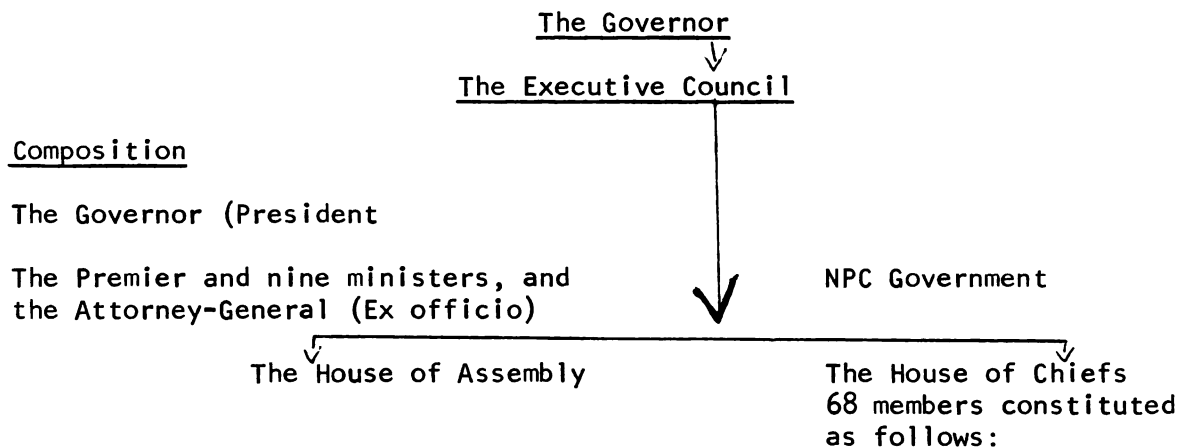 The Governor
The Executive Council
Composition
The Governor (President
The Premier and nine ministers, and
the Attorney-General (Ex officio)
NPC Government
The House of Assembly
The House of Chiefs
68 members constituted
as follows: